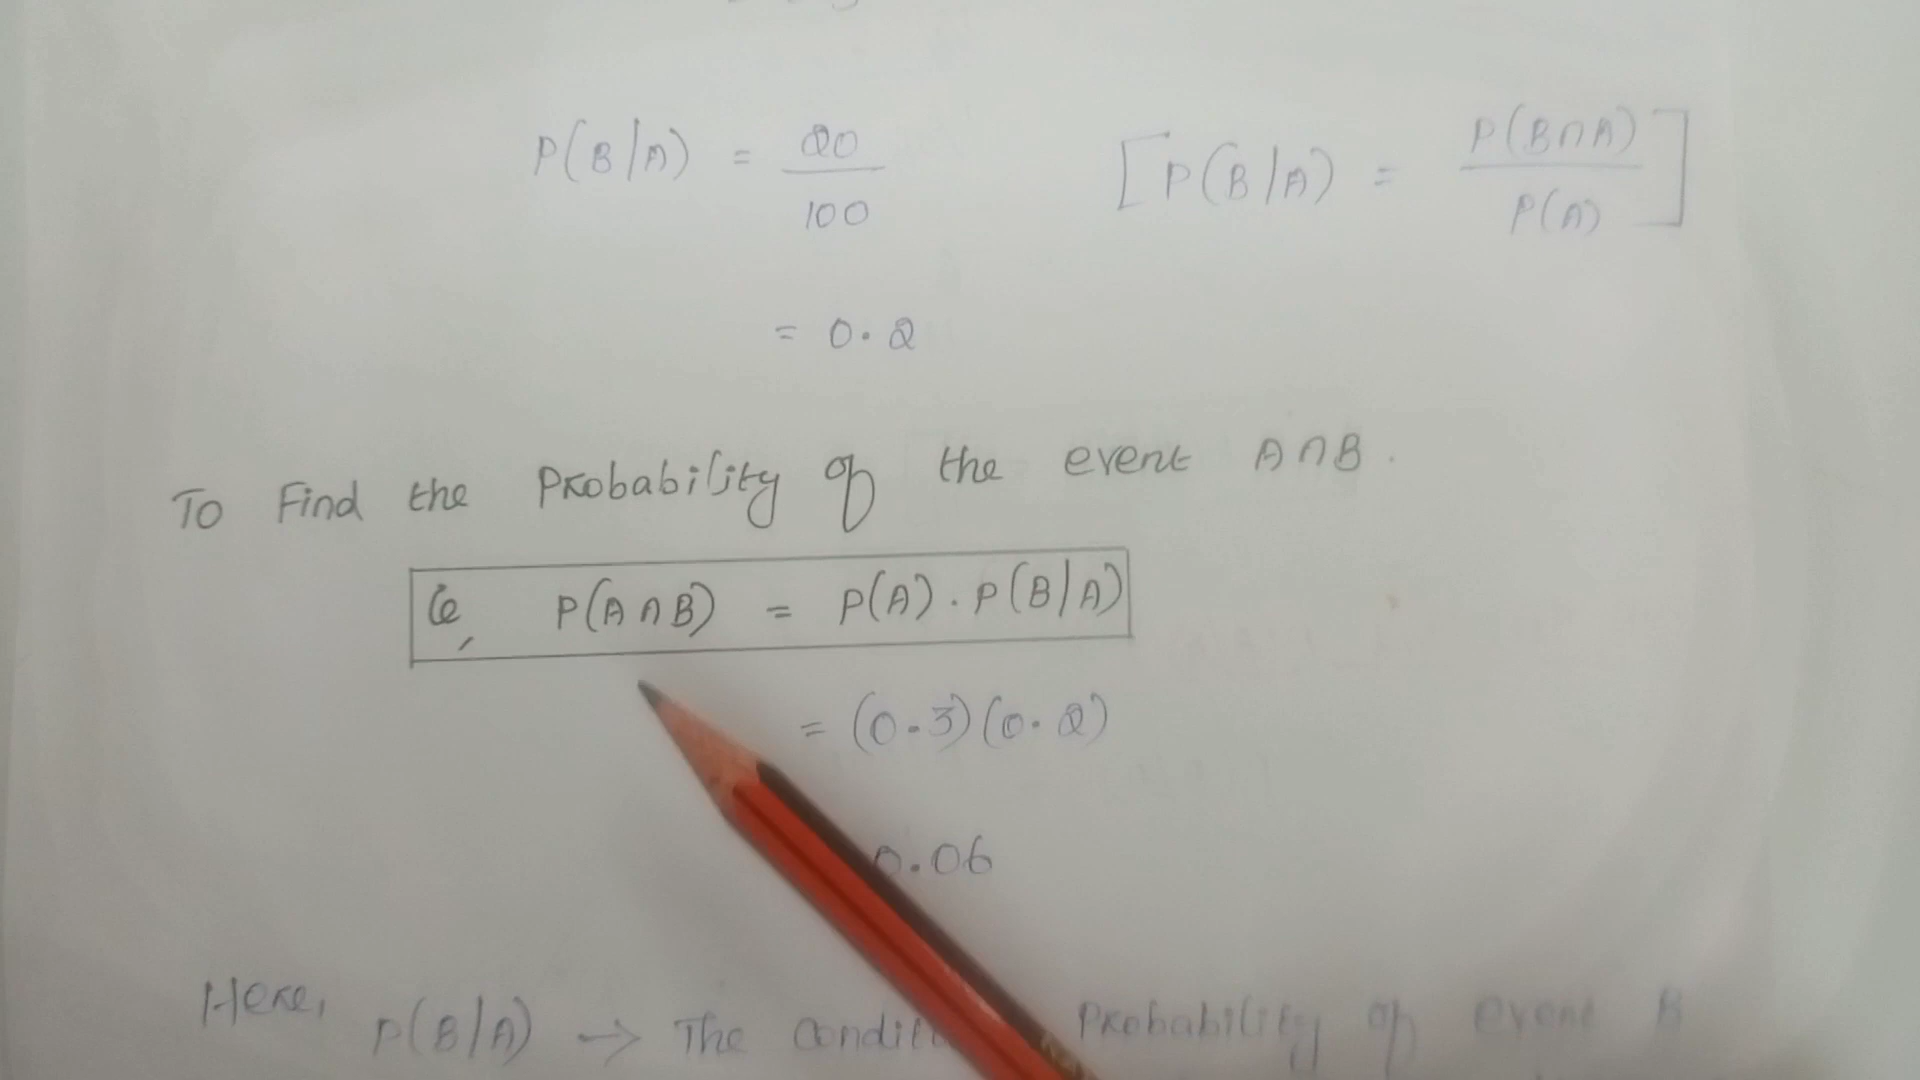 P(B/A) = 20/100 [P(B/A) = P(B∩A)/P(A)]
= 0.2
To Find the Probability of the event A∩B.
ie, P(A∩B) = P(A).P(B/A)
= (0.3)(0.2)
0.06
Here, P(B/A) → The Probability of event B